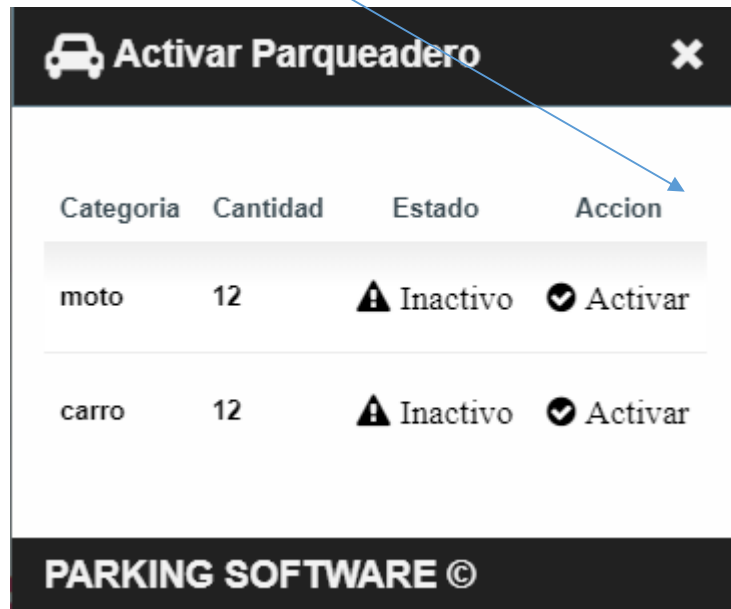 Activar Parqueadero
Categoria Cantidad Estado Accion
moto 12 Inactivo Activar
carro 12 Inactivo Activar
PARKING SOFTWARE ©